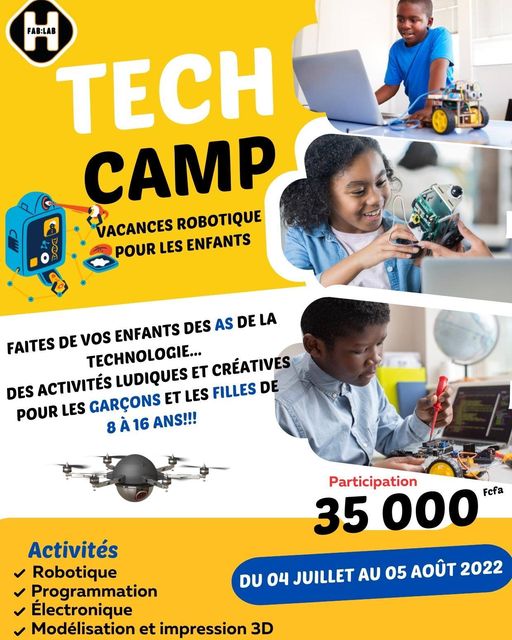 H
FAB:LAB
TECH
CAMP
VACANCES ROBOTIQUE
POUR LES ENFANTS
FAITES DE VOS ENFANTS DES AS DE LA
TECHNOLOGIE...
DES ACTIVITÉS LUDIQUES ET CRÉATIVES
POUR LES GARÇONS ET LES FILLES DE
8 À 16 ANS!!!
Participation
35 000 Fcfa
Activités
✓ Robotique
✓ Programmation
✓ Électronique
✓ Modélisation et impression 3D
DU 04 JUILLET AU 05 AOÛT 2022